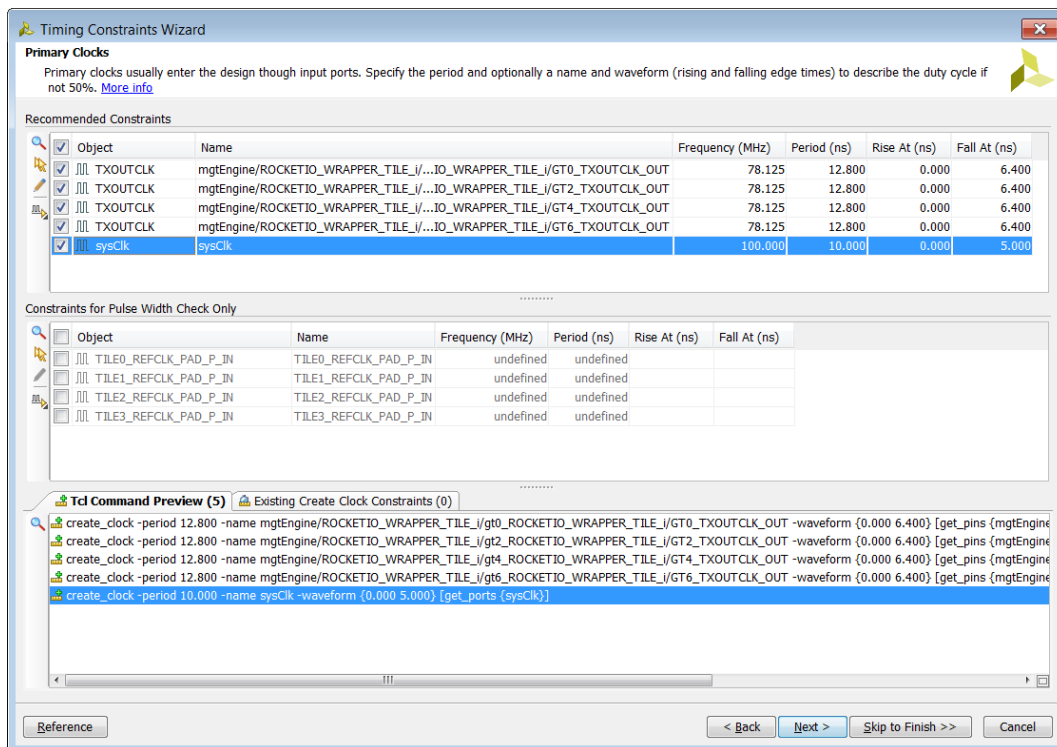 Timing Constraints Wizard
Primary Clocks
Primary clocks usually enter the design though input ports. Specify the period and optionally a name and waveform (rising and falling edge times) to describe the duty cycle if
not 50%. More info
Recommended Constraints
Object Name Frequency (MHz) Period (ns) Rise At (ns) Fall At (ns)
TXOUTCLK mgtEngine/ROCKETIO_WRAPPER_TILE_i/...IO_WRAPPER_TILE_i/GT0_TXOUTCLK_OUT 78.125 12.800 0.000 6.400
TXOUTCLK mgtEngine/ROCKETIO_WRAPPER_TILE_i/...IO_WRAPPER_TILE_i/GT2_TXOUTCLK_OUT 78.125 12.800 0.000 6.400
TXOUTCLK mgtEngine/ROCKETIO_WRAPPER_TILE_i/...IO_WRAPPER_TILE_i/GT4_TXOUTCLK_OUT 78.125 12.800 0.000 6.400
TXOUTCLK mgtEngine/ROCKETIO_WRAPPER_TILE_i/...IO_WRAPPER_TILE_i/GT6_TXOUTCLK_OUT 78.125 12.800 0.000 6.400
sysClk sysClk 100.000 10.000 0.000 5.000
Constraints for Pulse Width Check Only
Object Name Frequency (MHz) Period (ns) Rise At (ns) Fall At (ns)
TILE0_REFCLK_PAD_P_IN TILE0_REFCLK_PAD_P_IN undefined undefined
TILE1_REFCLK_PAD_P_IN TILE1_REFCLK_PAD_P_IN undefined undefined
TILE2_REFCLK_PAD_P_IN TILE2_REFCLK_PAD_P_IN undefined undefined
TILE3_REFCLK_PAD_P_IN TILE3_REFCLK_PAD_P_IN undefined undefined
Tcl Command Preview (5) Existing Create Clock Constraints (0)
create_clock -period 12.800 -name mgtEngine/ROCKETIO_WRAPPER_TILE_i/gt0_ROCKETIO_WRAPPER_TILE_i/GT0_TXOUTCLK_OUT -waveform {0.000 6.400} [get_pins {mgtEngine
create_clock -period 12.800 -name mgtEngine/ROCKETIO_WRAPPER_TILE_i/gt2_ROCKETIO_WRAPPER_TILE_i/GT2_TXOUTCLK_OUT -waveform {0.000 6.400} [get_pins {mgtEngine
create_clock -period 12.800 -name mgtEngine/ROCKETIO_WRAPPER_TILE_i/gt4_ROCKETIO_WRAPPER_TILE_i/GT4_TXOUTCLK_OUT -waveform {0.000 6.400} [get_pins {mgtEngine
create_clock -period 12.800 -name mgtEngine/ROCKETIO_WRAPPER_TILE_i/gt6_ROCKETIO_WRAPPER_TILE_i/GT6_TXOUTCLK_OUT -waveform {0.000 6.400} [get_pins {mgtEngine
create_clock -period 10.000 -name sysClk -waveform {0.000 5.000} [get_ports {sysClk}]
Reference < Back Next > Skip to Finish >> Cancel